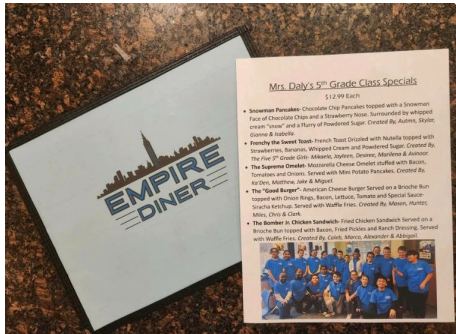 EMPIRE
DINER
Mrs. Daly's 5th Grade Class Specials
$12.99 Each
Snowman Pancakes- Chocolate Chip Pancakes topped with a Snowman
Face of Chocolate Chips and a Strawberry Nose. Surrounded by whipped
cream "snow" and a Flurry of Powdered Sugar. Created By, Autms, Skylar,
Gianna & Isabella.
Frenchy the Sweet Toast- French Toast Drizzled with Nutella topped with
Strawberries, Bananas, Whipped Cream and Powdered Sugar. Created By,
The Five 5th Grade Girls: Mikaela, Jayleen, Desiree, Marilena & Avinoor.
The Supreme Omelet- Mozzarella Cheese Omelet stuffed with Bacon,
Tomatoes and Onions. Served with Mini Potato Pancakes. Created By,
Ka'Den, Matthew, Jake & Miguel.
The "Good Burger"- American Cheese Burger Served on a Brioche Bun
topped with Onion Rings, Bacon, Lettuce, Tomato and Special Sauce-
Siracha Ketchup. Served with Waffle Fries. Created By, Mason, Hunter,
Miles, Chris & Clark.
The Bomber Jr. Chicken Sandwich- Fried Chicken Sandwich Served on a
Brioche Bun topped with Bacon, Fried Pickles and Ranch Dressing. Served
with Waffle Fries. Created By, Caleb, Marco, Alexander & Abbigail.